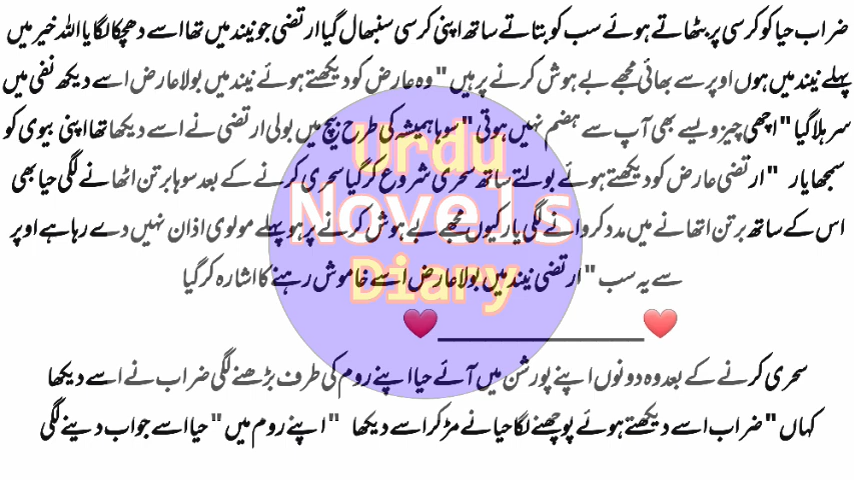 ضراب حیا کو کرسی پر بٹھاتے ہوئے سب کو بتاتے ساتھ اپنی کرسی سنبھال گیا ارتضی جو نیند میں تھا اسے دھچکا لگا یا اللہ خیر میں
پہلے نیند میں ہوں اوپر سے بھائی مجھے بے ہوش کرنے پر ہیں " وہ عارض کو دیکھتے ہوئے نیند میں بولا عارض اسے دیکھ نفی میں
سر ہلا گیا " اچھی چیز ویسے بھی آپ سے ہضم نہیں ہوتی " سوہا ہمیشہ کی طرح بیچ میں بولی ارتضی نے اسے دیکھا تھا اپنی بیوی کو
سمجھا یار " ارتضی عارض کو دیکھتے ہوئے بولتے ساتھ سحری شروع کر گیا سحری کرنے کے بعد سوہا برتن اٹھانے لگی حیا بھی
اس کے ساتھ برتن اتھانے میں مدد کروانے لگی یار کیوں مجھے بے ہوش کرنے پر ہو پہلے مولوی اذان نہیں دے رہا ہے اوپر
سے یہ سب " ارتضی نیند میں بولا عارض اسے خاموش رہنے کا اشارہ کر گیا
سحری کرنے کے بعد وہ دونوں اپنے پورشن میں آئے حیا اپنے روم کی طرف بڑھنے لگی ضراب نے اسے دیکھا
کہاں " ضراب اسے دیکھتے ہوئے پوچھنے لگا حیا نے مڑ کر اسے دیکھا " اپنے روم میں " حیا اسے جواب دینے لگی
Urdu
Novels
Diary